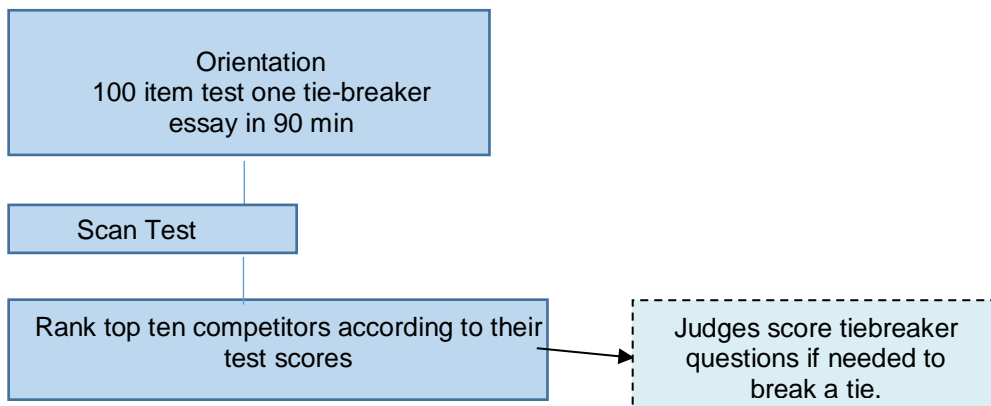 Orientation
100 item test one tie-breaker
essay in 90 min
Scan Test
Rank top ten competitors according to their
test scores
Judges score tiebreaker
questions if needed to
break a tie.